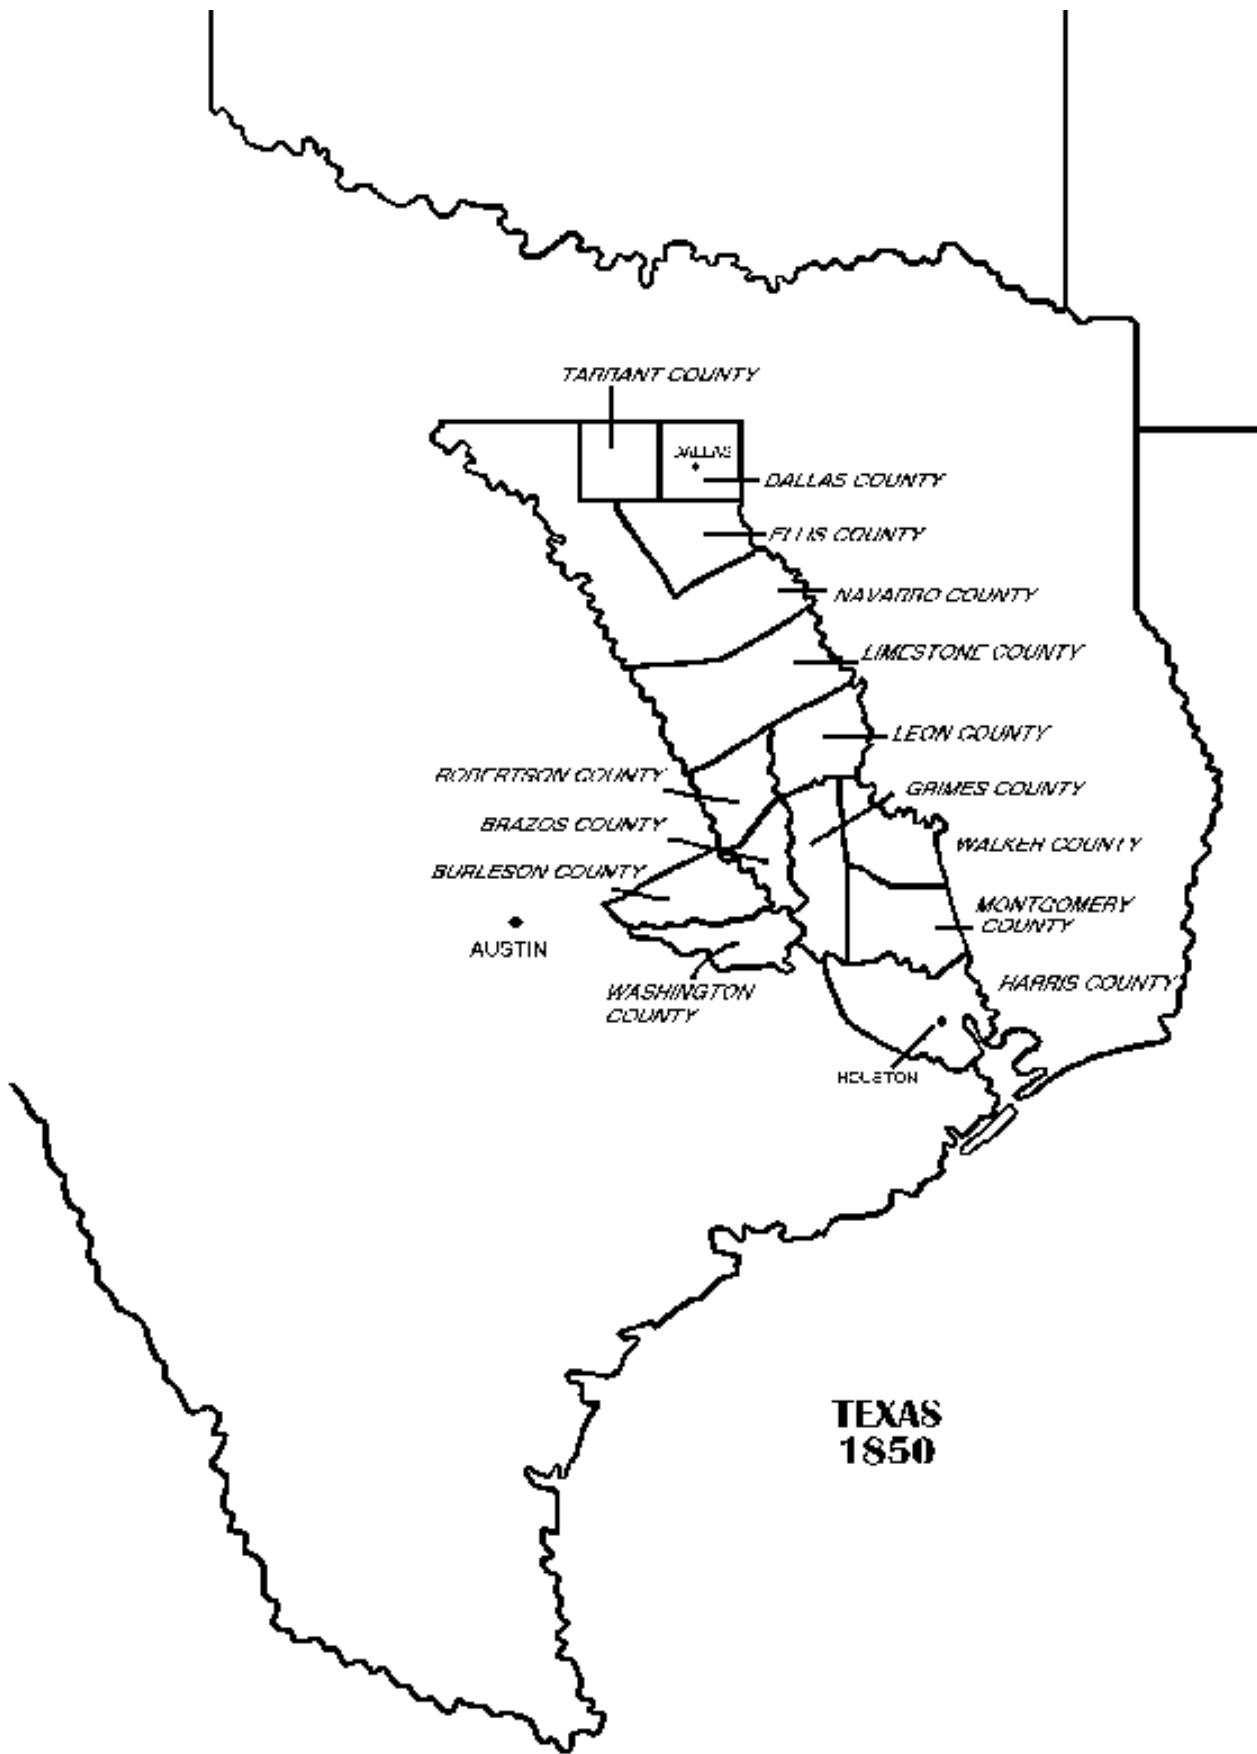 TARRANT COUNTY
DALLAS
DALLAS COUNTY
ELLIS COUNTY
NAVARRO COUNTY
LIMESTONE COUNTY
LEON COUNTY
ROBERTSON COUNTY
GRIMES COUNTY
BRAZOS COUNTY
WALKER COUNTY
BURLESON COUNTY
MONTGOMERY
COUNTY
AUSTIN
HARRIS COUNTY
WASHINGTON
COUNTY
HOUSTON
TEXAS
1850